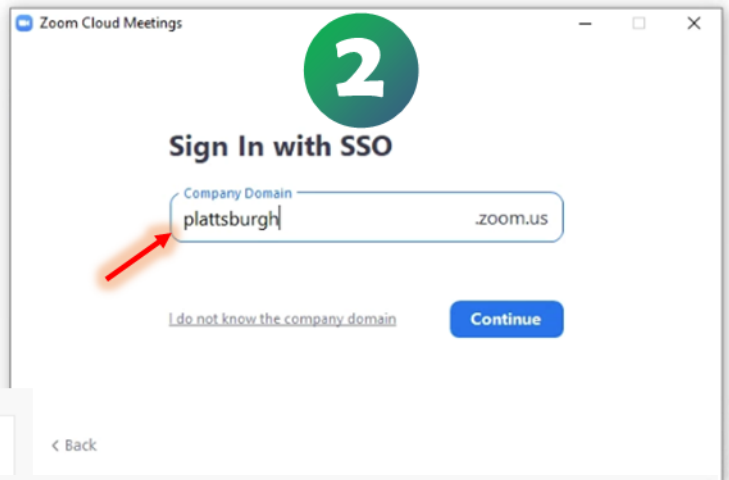 Zoom Cloud Meetings
2
Sign In with SSO
Company Domain
plattsburgh .zoom.us
I do not know the company domain Continue
< Back